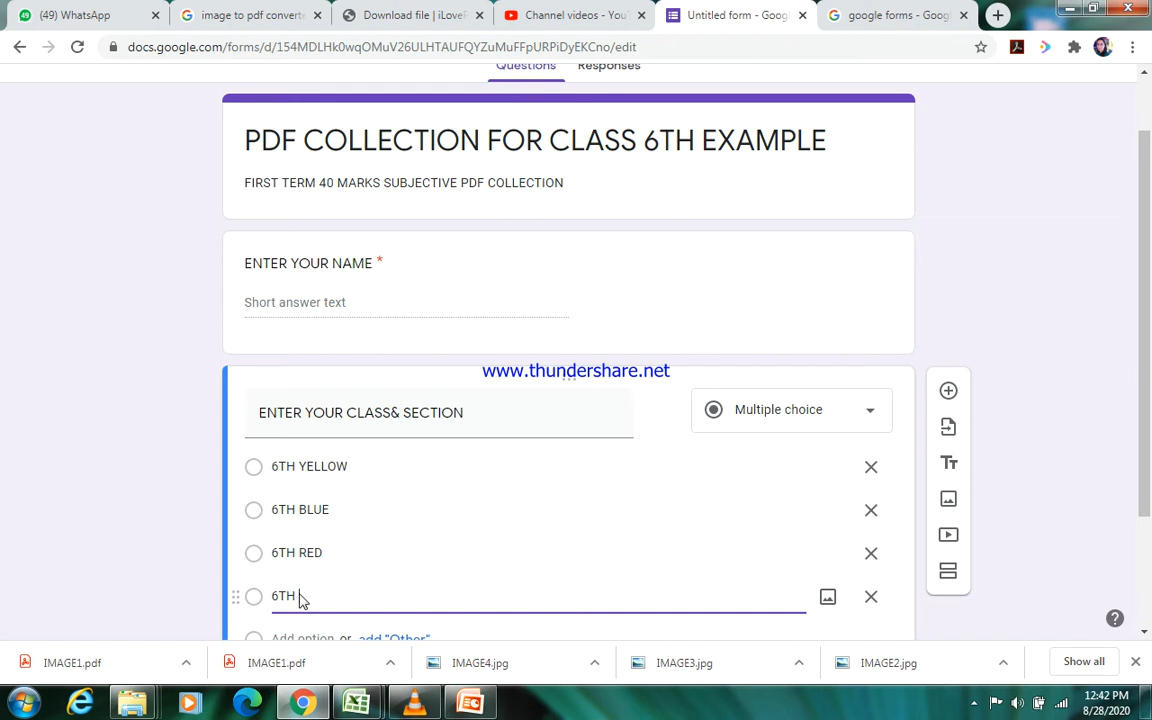 (49) WhatsApp
image to pdf converte
Download file | iLoveP
Channel videos - YouT
Untitled form - Goog
google forms - Goog
docs.google.com/forms/d/154MDLHk0wqOMuV26ULHTAUFQYZuMuFFpURPiDyEKCno/edit
Questions
Responses
PDF COLLECTION FOR CLASS 6TH EXAMPLE
FIRST TERM 40 MARKS SUBJECTIVE PDF COLLECTION
ENTER YOUR NAME *
Short answer text
www.thundershare.net
ENTER YOUR CLASS& SECTION
Multiple choice
6TH YELLOW
6TH BLUE
6TH RED
6TH
Add option or add "Other"
IMAGE1.pdf
IMAGE1.pdf
IMAGE4.jpg
IMAGE3.jpg
IMAGE2.jpg
Show all
12:42 PM
8/28/2020